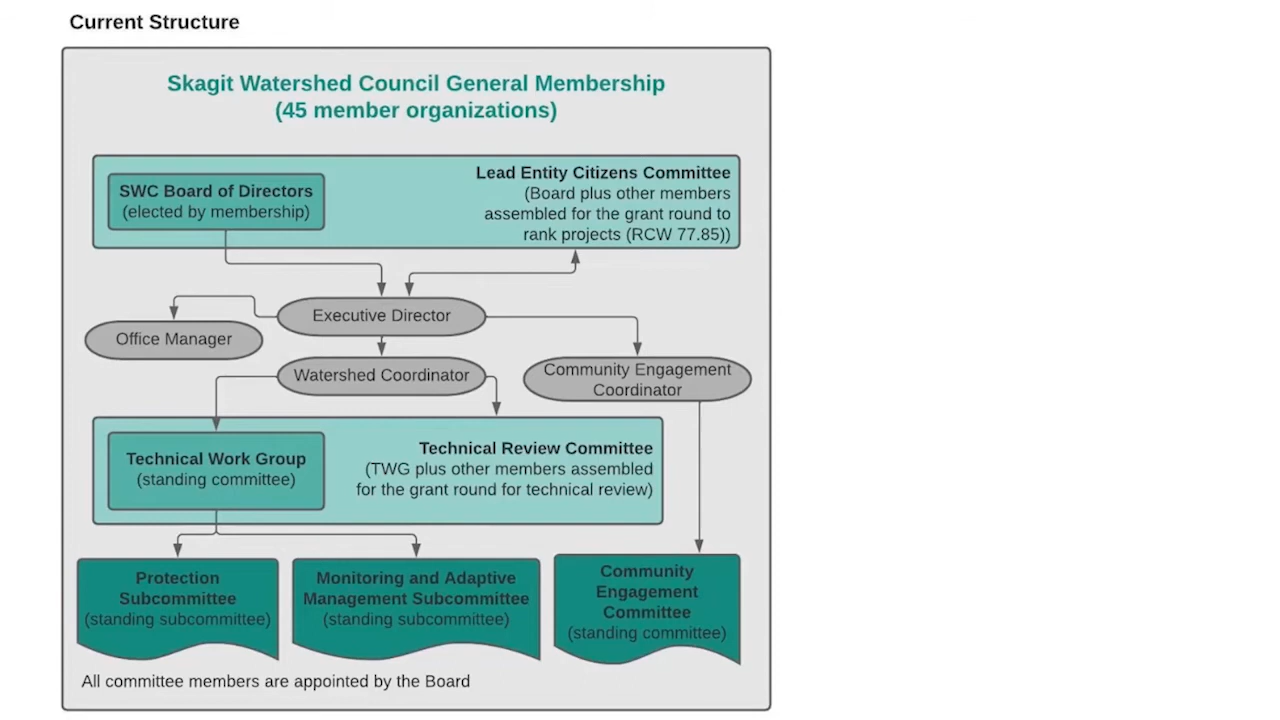 Current Structure
Skagit Watershed Council General Membership
(45 member organizations)
SWC Board of Directors
(elected by membership)
Lead Entity Citizens Committee
(Board plus other members
assembled for the grant round to
rank projects (RCW 77.85))
Executive Director
Office Manager
Watershed Coordinator
Community Engagement
Coordinator
Technical Work Group
(standing committee)
Technical Review Committee
(TWG plus other members assembled
for the grant round for technical review)
Protection
Subcommittee
(standing subcommittee)
Monitoring and Adaptive
Management Subcommittee
(standing subcommittee)
Community
Engagement
Committee
(standing committee)
All committee members are appointed by the Board